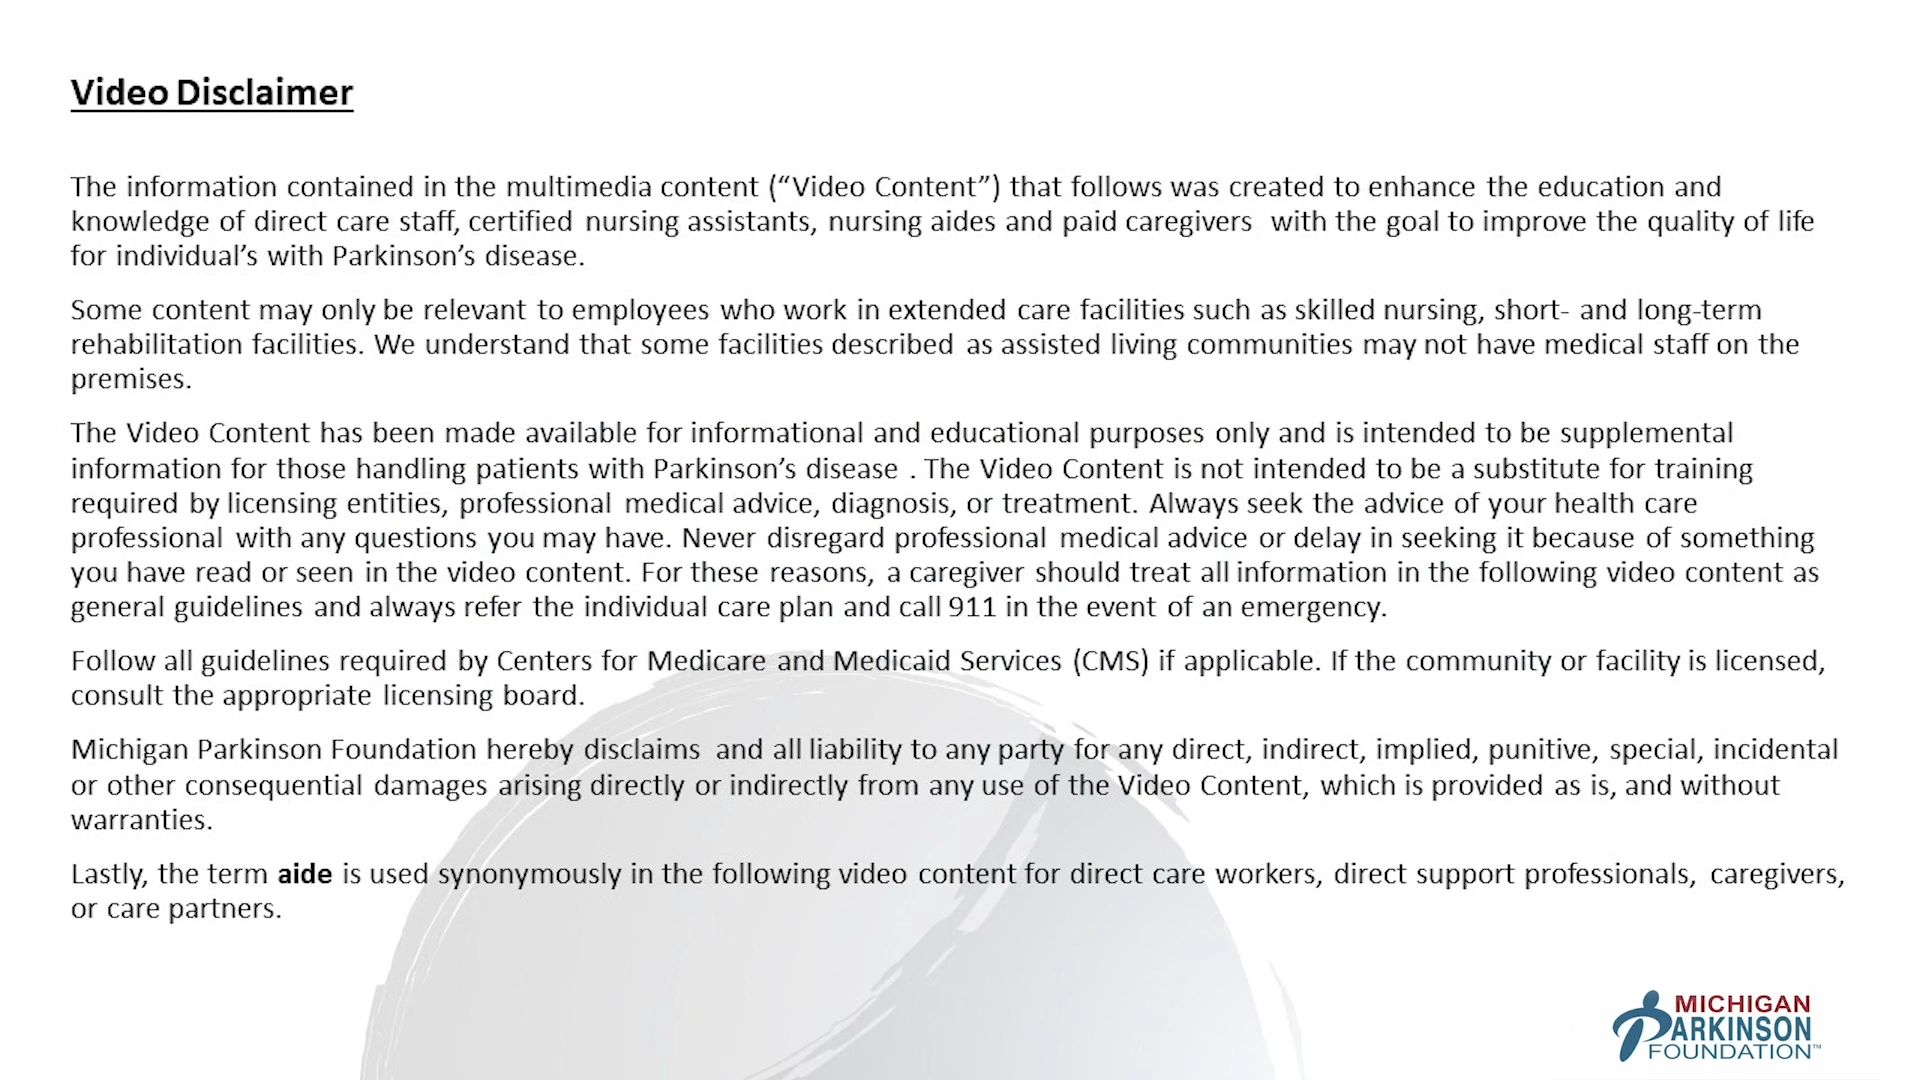 Video Disclaimer
The information contained in the multimedia content (“Video Content”) that follows was created to enhance the education and
knowledge of direct care staff, certified nursing assistants, nursing aides and paid caregivers with the goal to improve the quality of life
for individual’s with Parkinson’s disease.
Some content may only be relevant to employees who work in extended care facilities such as skilled nursing, short- and long-term
rehabilitation facilities. We understand that some facilities described as assisted living communities may not have medical staff on the
premises.
The Video Content has been made available for informational and educational purposes only and is intended to be supplemental
information for those handling patients with Parkinson’s disease . The Video Content is not intended to be a substitute for training
required by licensing entities, professional medical advice, diagnosis, or treatment. Always seek the advice of your health care
professional with any questions you may have. Never disregard professional medical advice or delay in seeking it because of something
you have read or seen in the video content. For these reasons, a caregiver should treat all information in the following video content as
general guidelines and always refer the individual care plan and call 911 in the event of an emergency.
Follow all guidelines required by Centers for Medicare and Medicaid Services (CMS) if applicable. If the community or facility is licensed,
consult the appropriate licensing board.
Michigan Parkinson Foundation hereby disclaims and all liability to any party for any direct, indirect, implied, punitive, special, incidental
or other consequential damages arising directly or indirectly from any use of the Video Content, which is provided as is, and without
warranties.
Lastly, the term aide is used synonymously in the following video content for direct care workers, direct support professionals, caregivers,
or care partners.
MICHIGAN
PARKINSON
FOUNDATION™